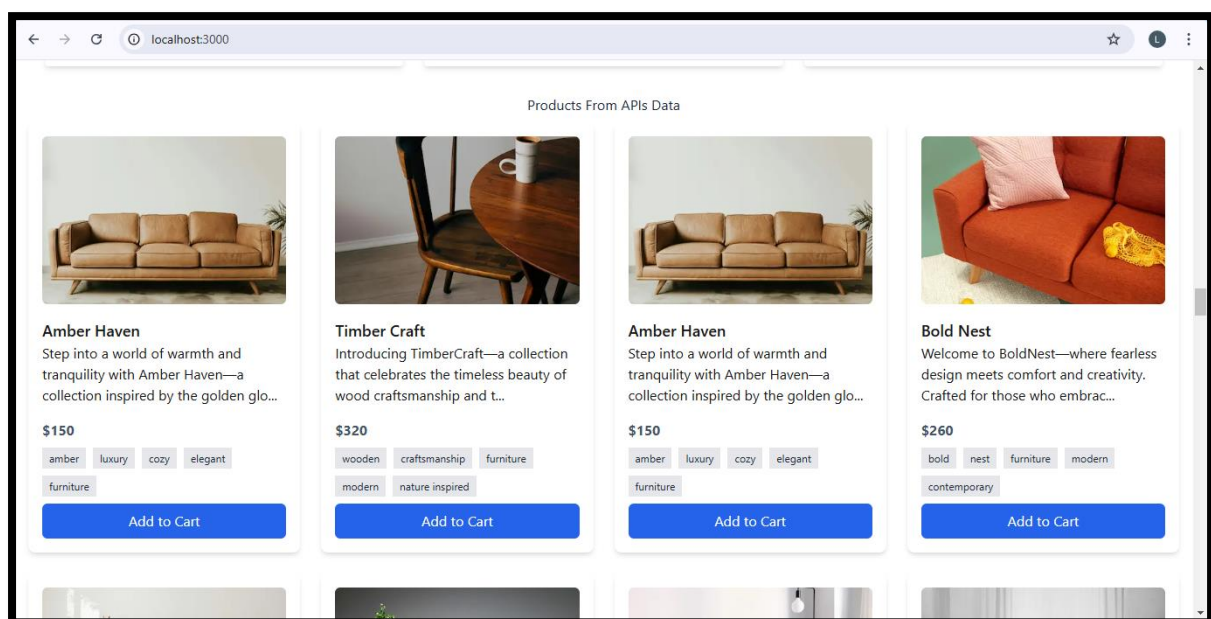 localhost:3000
L
Products From APIs Data
Amber Haven
Step into a world of warmth and
tranquility with Amber Haven—a
collection inspired by the golden glo...
$150
amber luxury cozy elegant
furniture
Add to Cart
Timber Craft
Introducing TimberCraft—a collection
that celebrates the timeless beauty of
wood craftsmanship and t...
$320
wooden craftsmanship furniture
modern nature inspired
Add to Cart
Amber Haven
Step into a world of warmth and
tranquility with Amber Haven—a
collection inspired by the golden glo...
$150
amber luxury cozy elegant
furniture
Add to Cart
Bold Nest
Welcome to BoldNest—where fearless
design meets comfort and creativity.
Crafted for those who embrac...
$260
bold nest furniture modern
contemporary
Add to Cart